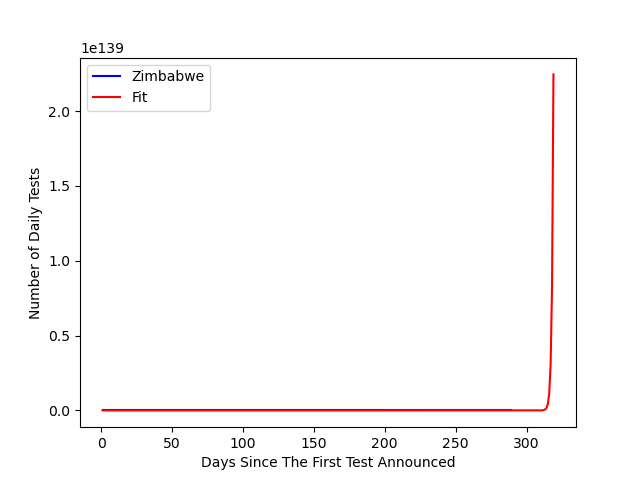 1e139
Zimbabwe
Fit
2.0
1.5
1.0
0.5
0.0
Number of Daily Tests
0 50 100 150 200 250 300
Days Since The First Test Announced